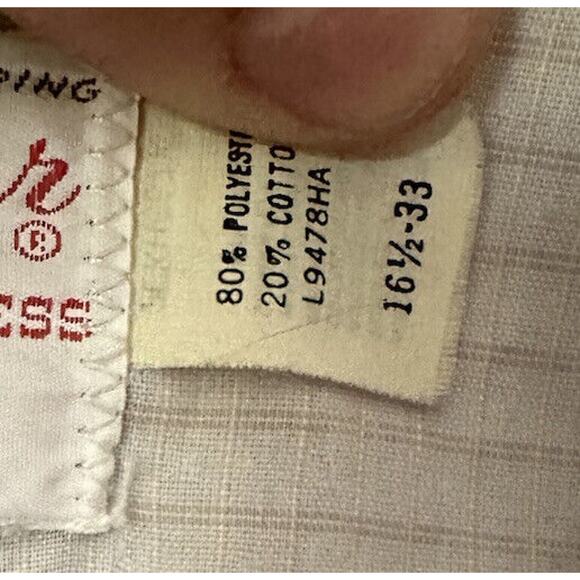 PING
®
80% POLYEST
20% COTTO
L9478HA
16½-33